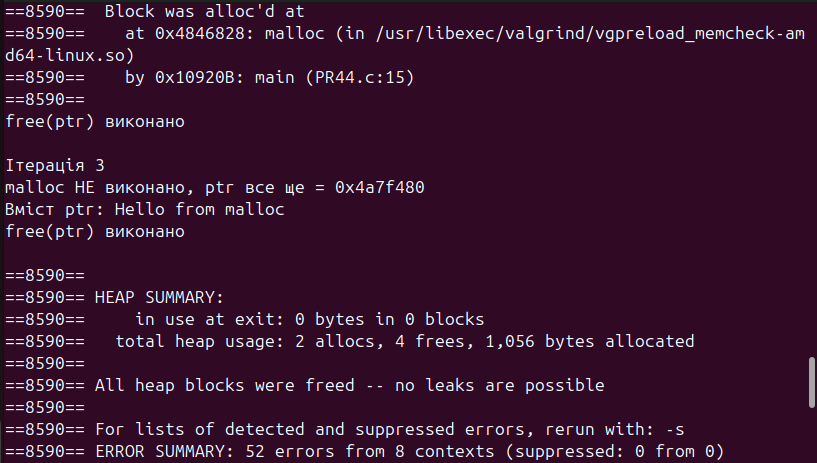 ==8590==  Block was alloc'd at
==8590==    at 0x4846828: malloc (in /usr/libexec/valgrind/vgpreload_memcheck-am
d64-linux.so)
==8590==    by 0x10920B: main (PR44.c:15)
==8590==
free(ptr) виконано
Ітерація 3
malloc НЕ виконано, ptr все ще = 0x4a7f480
Вміст ptr: Hello from malloc
free(ptr) виконано
==8590==
==8590== HEAP SUMMARY:
==8590==     in use at exit: 0 bytes in 0 blocks
==8590==   total heap usage: 2 allocs, 4 frees, 1,056 bytes allocated
==8590==
==8590== All heap blocks were freed -- no leaks are possible
==8590==
==8590== For lists of detected and suppressed errors, rerun with: -s
==8590== ERROR SUMMARY: 52 errors from 8 contexts (suppressed: 0 from 0)